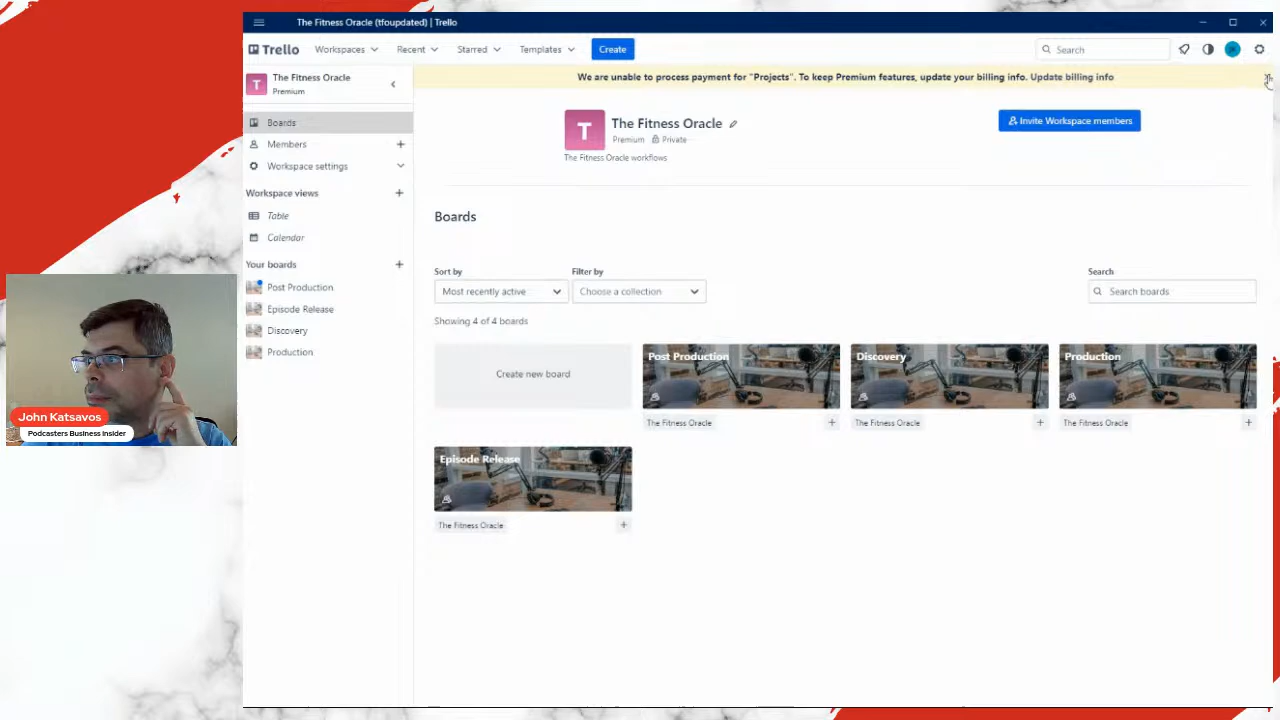 The Fitness Oracle (tfoupdated) | Trello
Trello
Workspaces
Recent
Starred
Templates
Create
Search
The Fitness Oracle
Premium
Boards
Members
Workspace settings
Workspace views
Table
Calendar
Your boards
Post Production
Episode Release
Discovery
Production
We are unable to process payment for "Projects". To keep Premium features, update your billing info. Update billing info
T
T
The Fitness Oracle
Premium Private
The Fitness Oracle workflows
Invite Workspace members
Boards
Sort by
Most recently active
Filter by
Choose a collection
Search
Search boards
Showing 4 of 4 boards
Create new board
Post Production
The Fitness Oracle
Discovery
The Fitness Oracle
Production
The Fitness Oracle
Episode Release
The Fitness Oracle
John Katsavos
Podcasters Business Insider